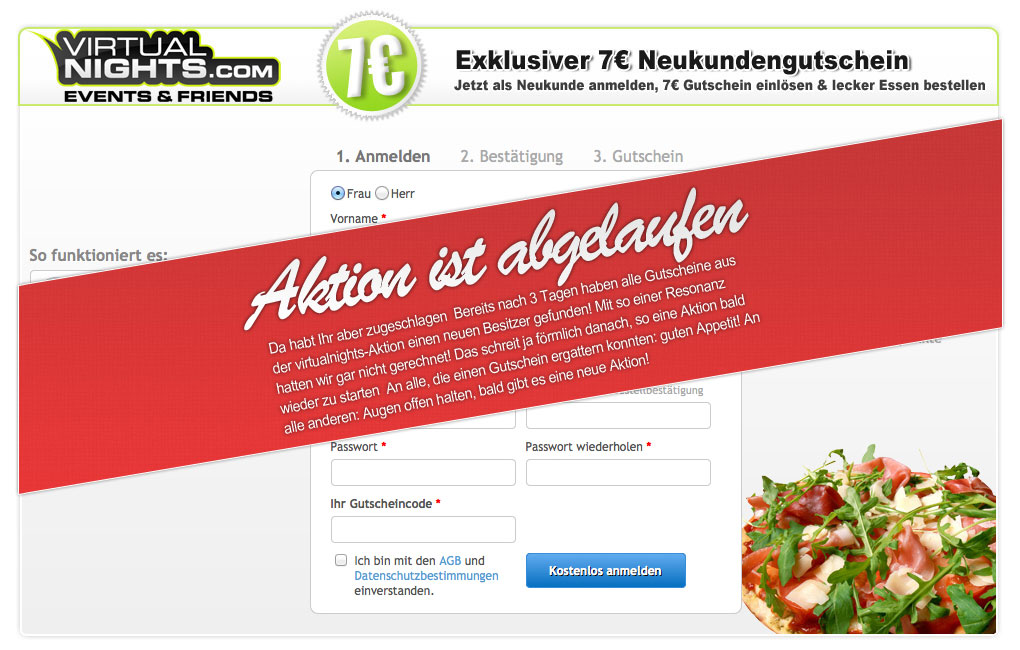 VIRTUAL
NIGHTS.COM
EVENTS & FRIENDS
7€
Exklusiver 7€ Neukundengutschein
Jetzt als Neukunde anmelden, 7€ Gutschein einlösen & lecker Essen bestellen
1. Anmelden 2. Bestätigung 3. Gutschein
Frau Herr
Vorname *
So funktioniert es:
Aktion ist abgelaufen
Da habt Ihr aber zugeschlagen Bereits nach 3 Tagen haben alle Gutscheine aus
der virtualnights-Aktion einen neuen Besitzer gefunden! Mit so einer Resonanz
hatten wir gar nicht gerechnet! Das schreit ja förmlich danach, so eine Aktion bald
wieder zu starten An alle, die einen Gutschein ergattern konnten: guten Appetit! An
alle anderen: Augen offen halten, bald gibt es eine neue Aktion!
Passwort * Passwort wiederholen *
Ihr Gutscheincode *
Ich bin mit den AGB und
Datenschutzbestimmungen
einverstanden.
Kostenlos anmelden